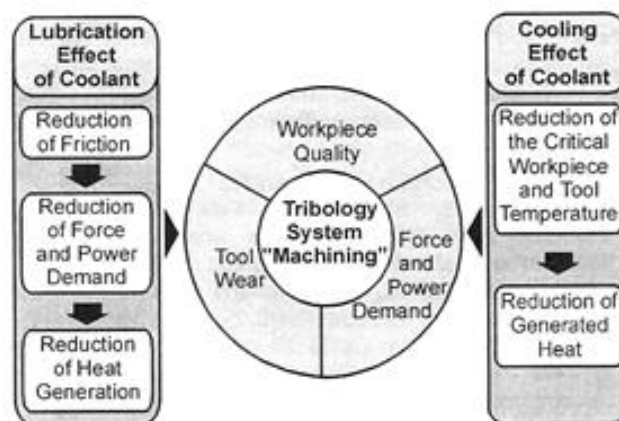 Lubrication
Effect
of Coolant
Reduction
of Friction
Reduction
of Force
and Power
Demand
Reduction
of Heat
Generation
Workpiece
Quality
Tribology
System
"Machining"
Tool
Wear
Force
and
Power
Demand
Cooling
Effect
of Coolant
Reduction of
the Critical
Workpiece
and Tool
Temperature
Reduction of
Generated
Heat